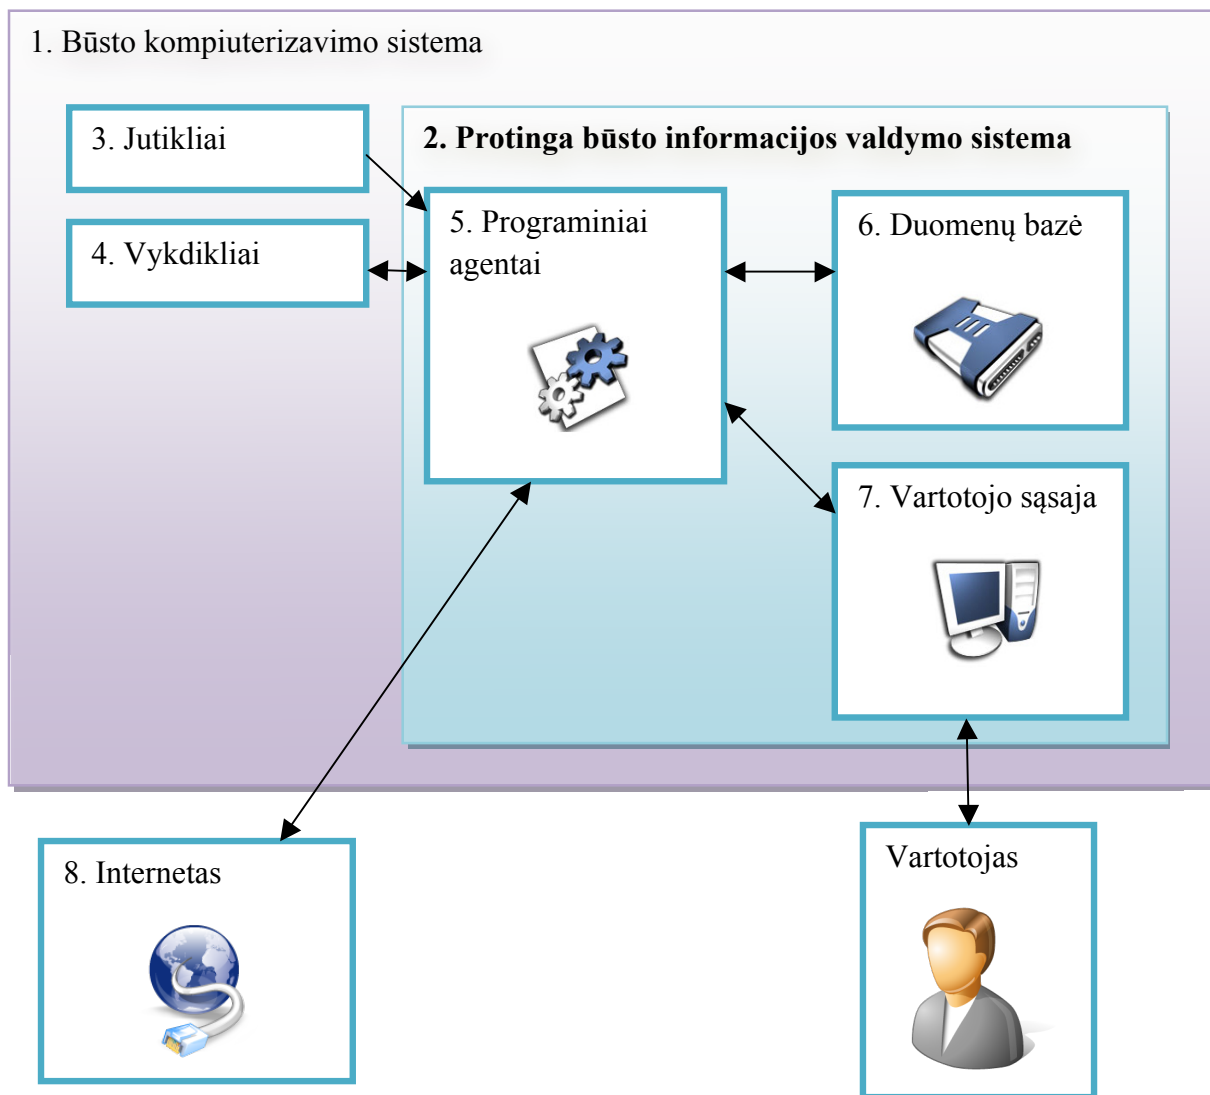 1. Būsto kompiuterizavimo sistema
3. Jutikliai
2. Protinga būsto informacijos valdymo sistema
4. Vykdikliai
5. Programiniai
agentai
6. Duomenų bazė
7. Vartotojo sąsaja
8. Internetas
Vartotojas